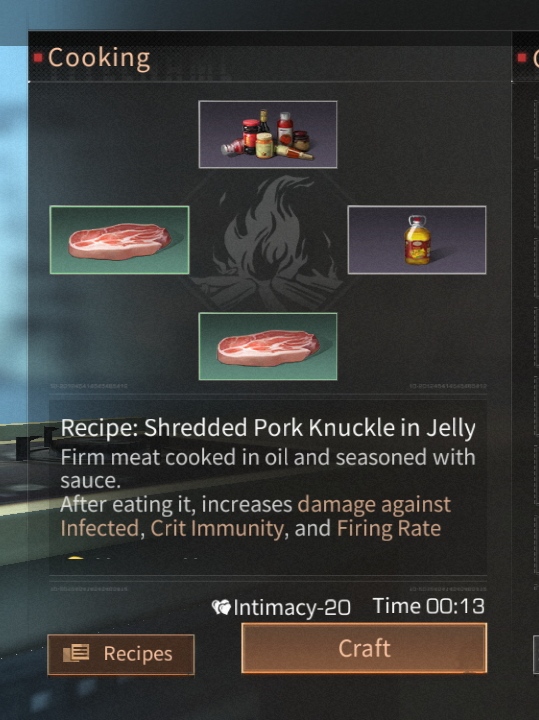 Cooking
Recipe: Shredded Pork Knuckle in Jelly
Firm meat cooked in oil and seasoned with
sauce.
After eating it, increases damage against
Infected, Crit Immunity, and Firing Rate
Intimacy-20 Time 00:13
Recipes
Craft